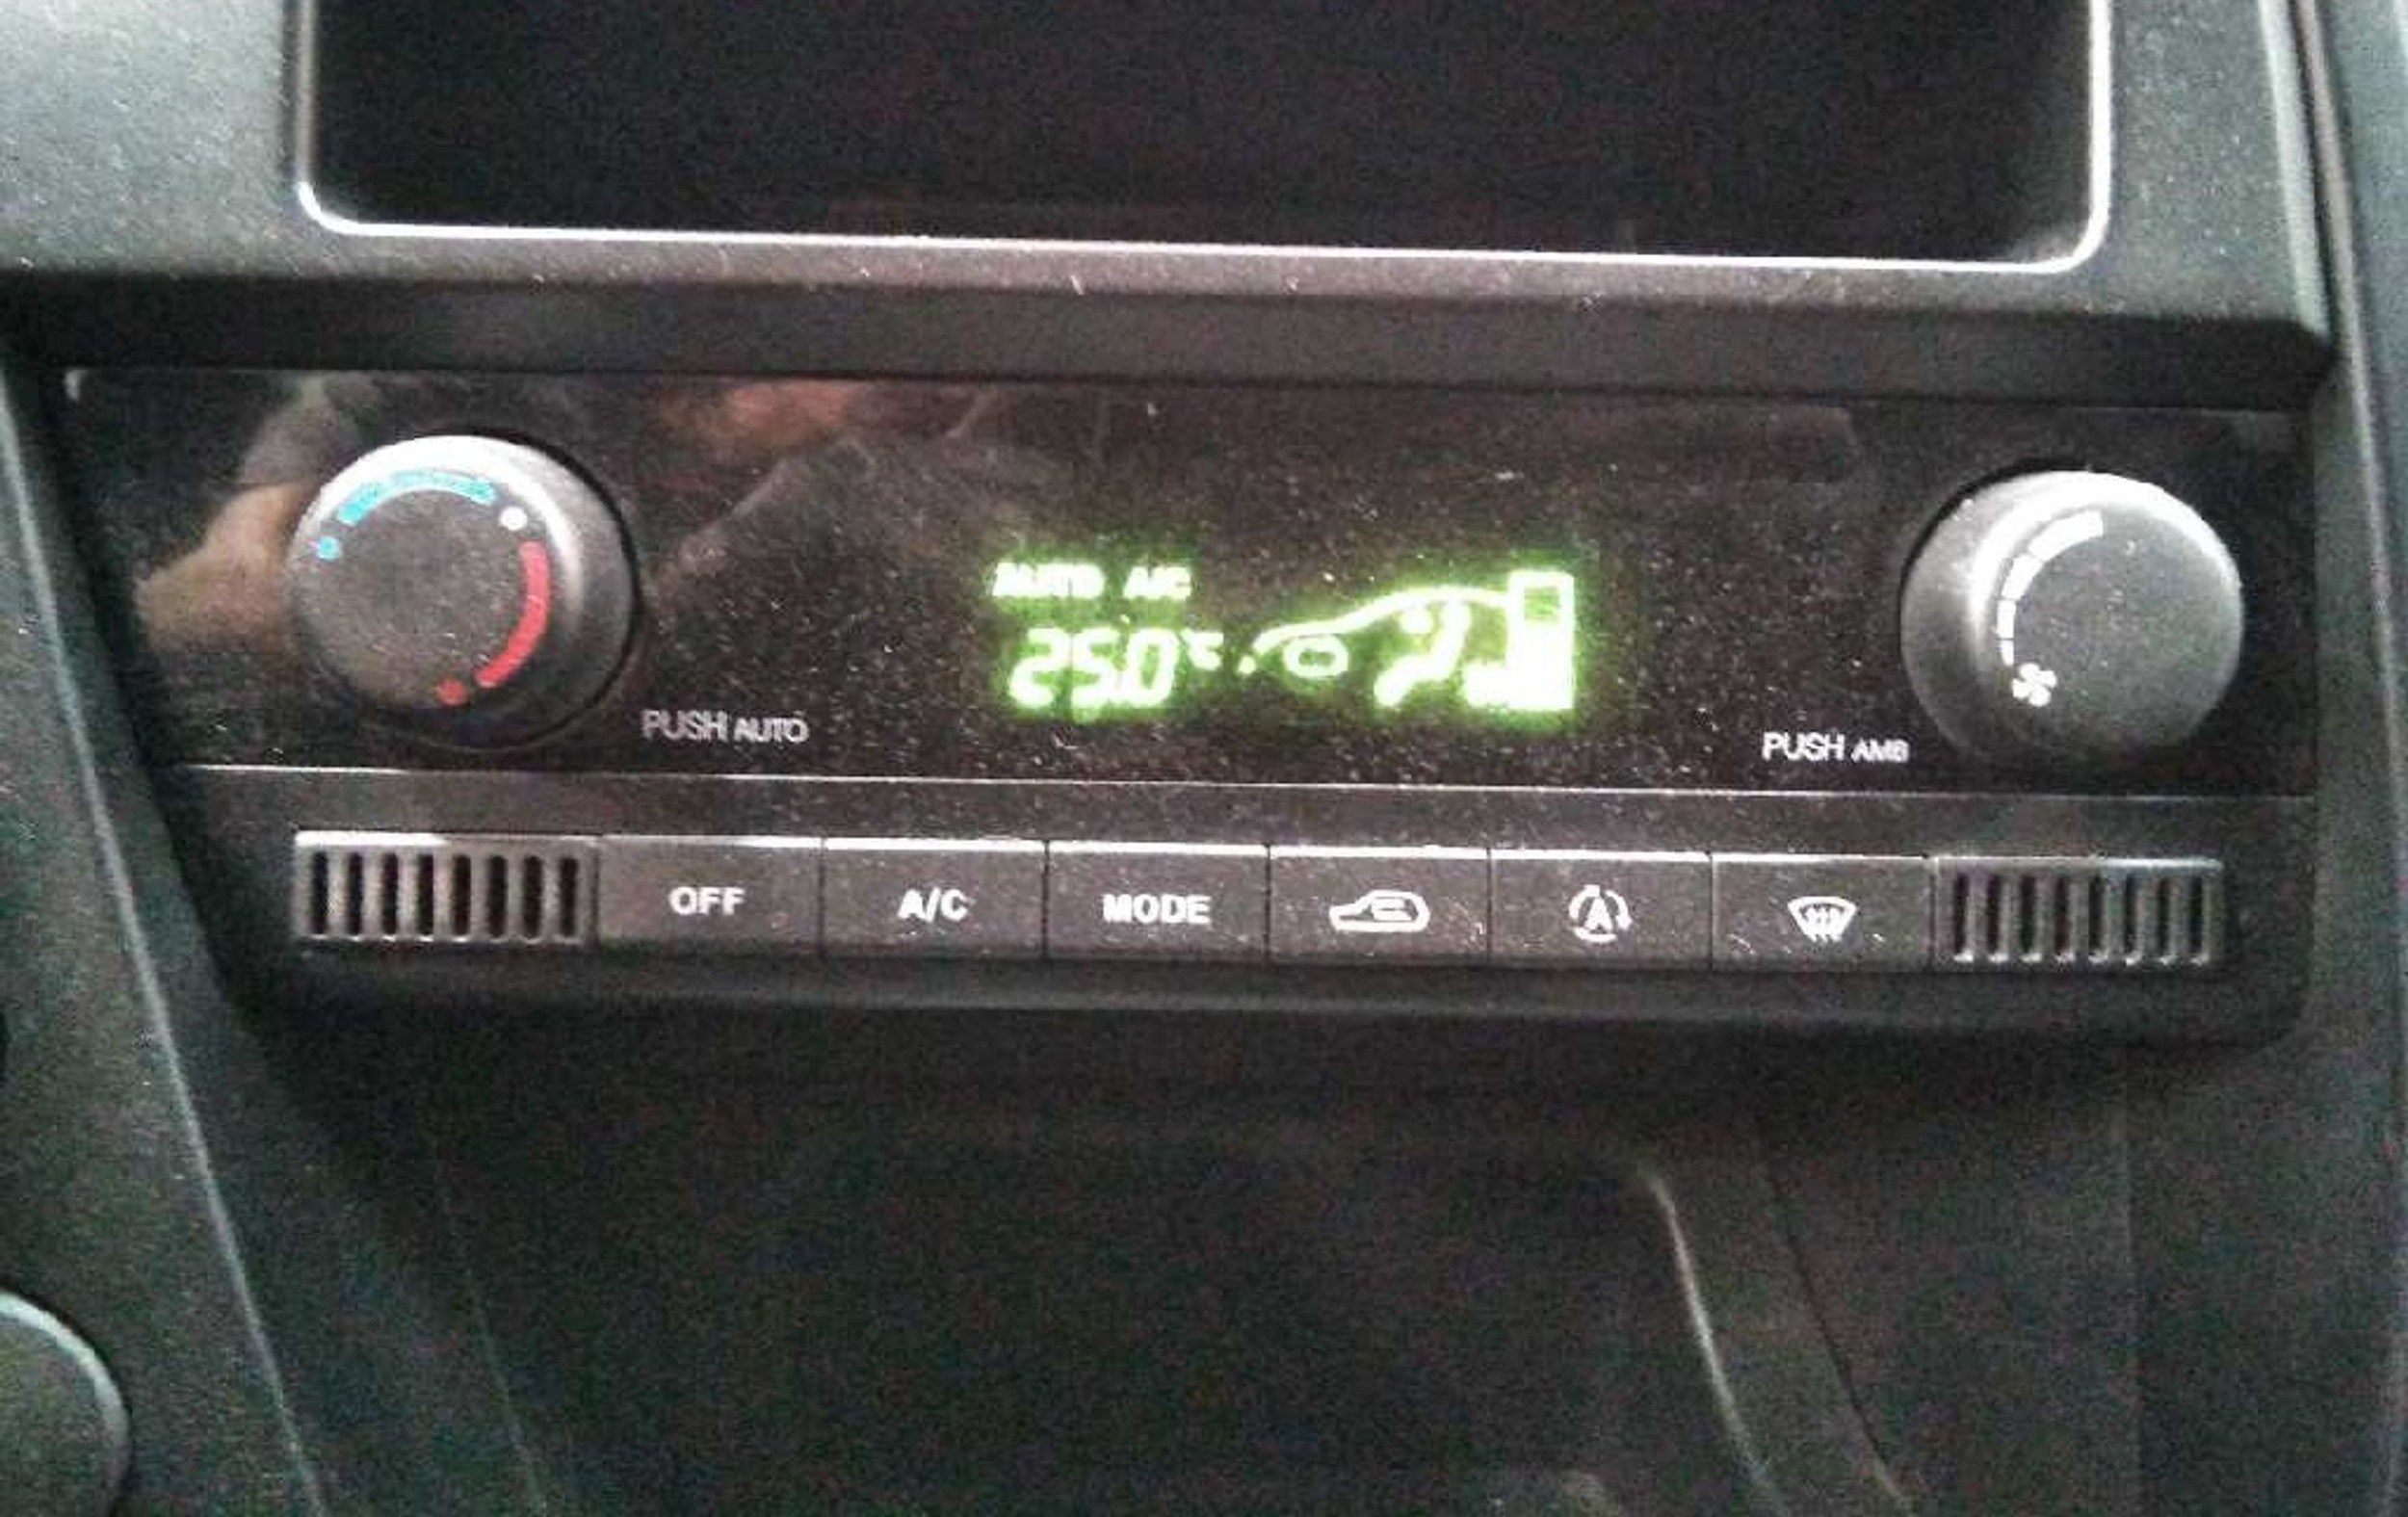 AUTO A/C
25.0°C
PUSH AUTO
PUSH AMB
OFF A/C MODE A